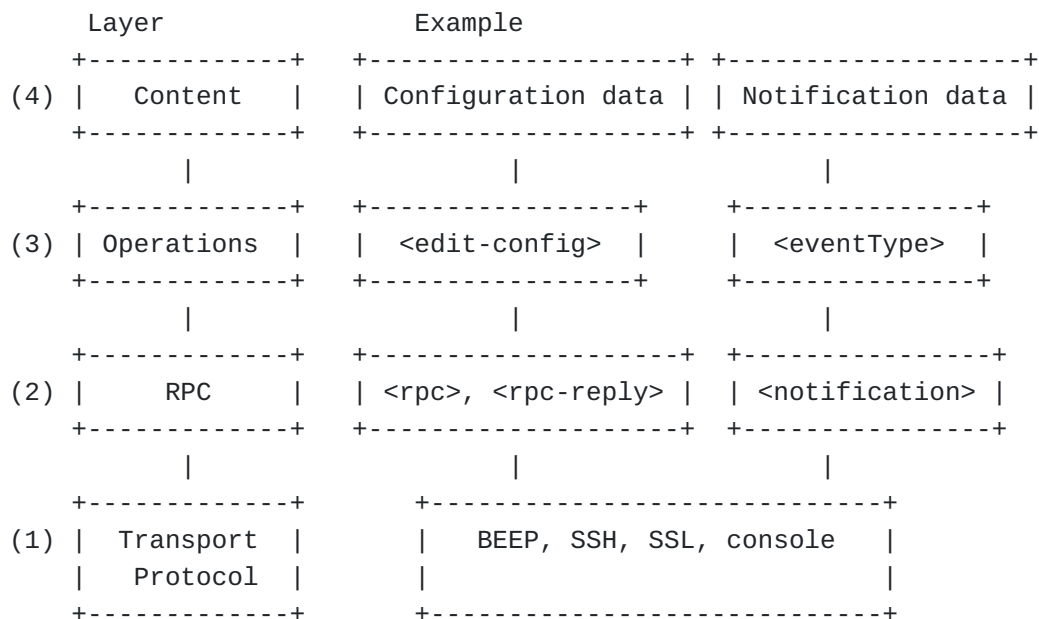 Layer                Example
    +-------------+   +--------------------+ +-------------------+
(4) |   Content   |   | Configuration data | | Notification data |
    +-------------+   +--------------------+ +-------------------+
           |                    |                   |
    +-------------+   +-----------------+     +---------------+
(3) | Operations  |   |  <edit-config>  |     |  <eventType>  |
    +-------------+   +-----------------+     +---------------+
           |                    |                   |
    +-------------+   +--------------------+  +----------------+
(2) |     RPC     |   | <rpc>, <rpc-reply> |  | <notification> |
    +-------------+   +--------------------+  +----------------+
           |                    |                   |
    +-------------+       +-----------------------------+
(1) |  Transport  |       |   BEEP, SSH, SSL, console   |
    |   Protocol  |       |                             |
    +-------------+       +-----------------------------+